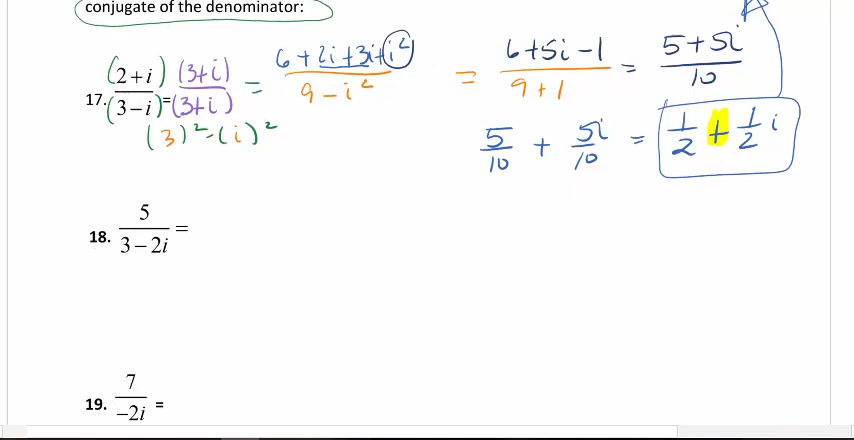 conjugate of the denominator:
17. (2+i)/(3−i) = (3+i)/(3+i) = (6+2i+3i+i²)/(9−i²) = (6+5i−1)/(9+1) = (5+5i)/10
(3)²−(i)² 5/10 + 5i/10 = 1/2 + 1/2 i
18. 5/(3−2i) =
19. 7/(−2i) =